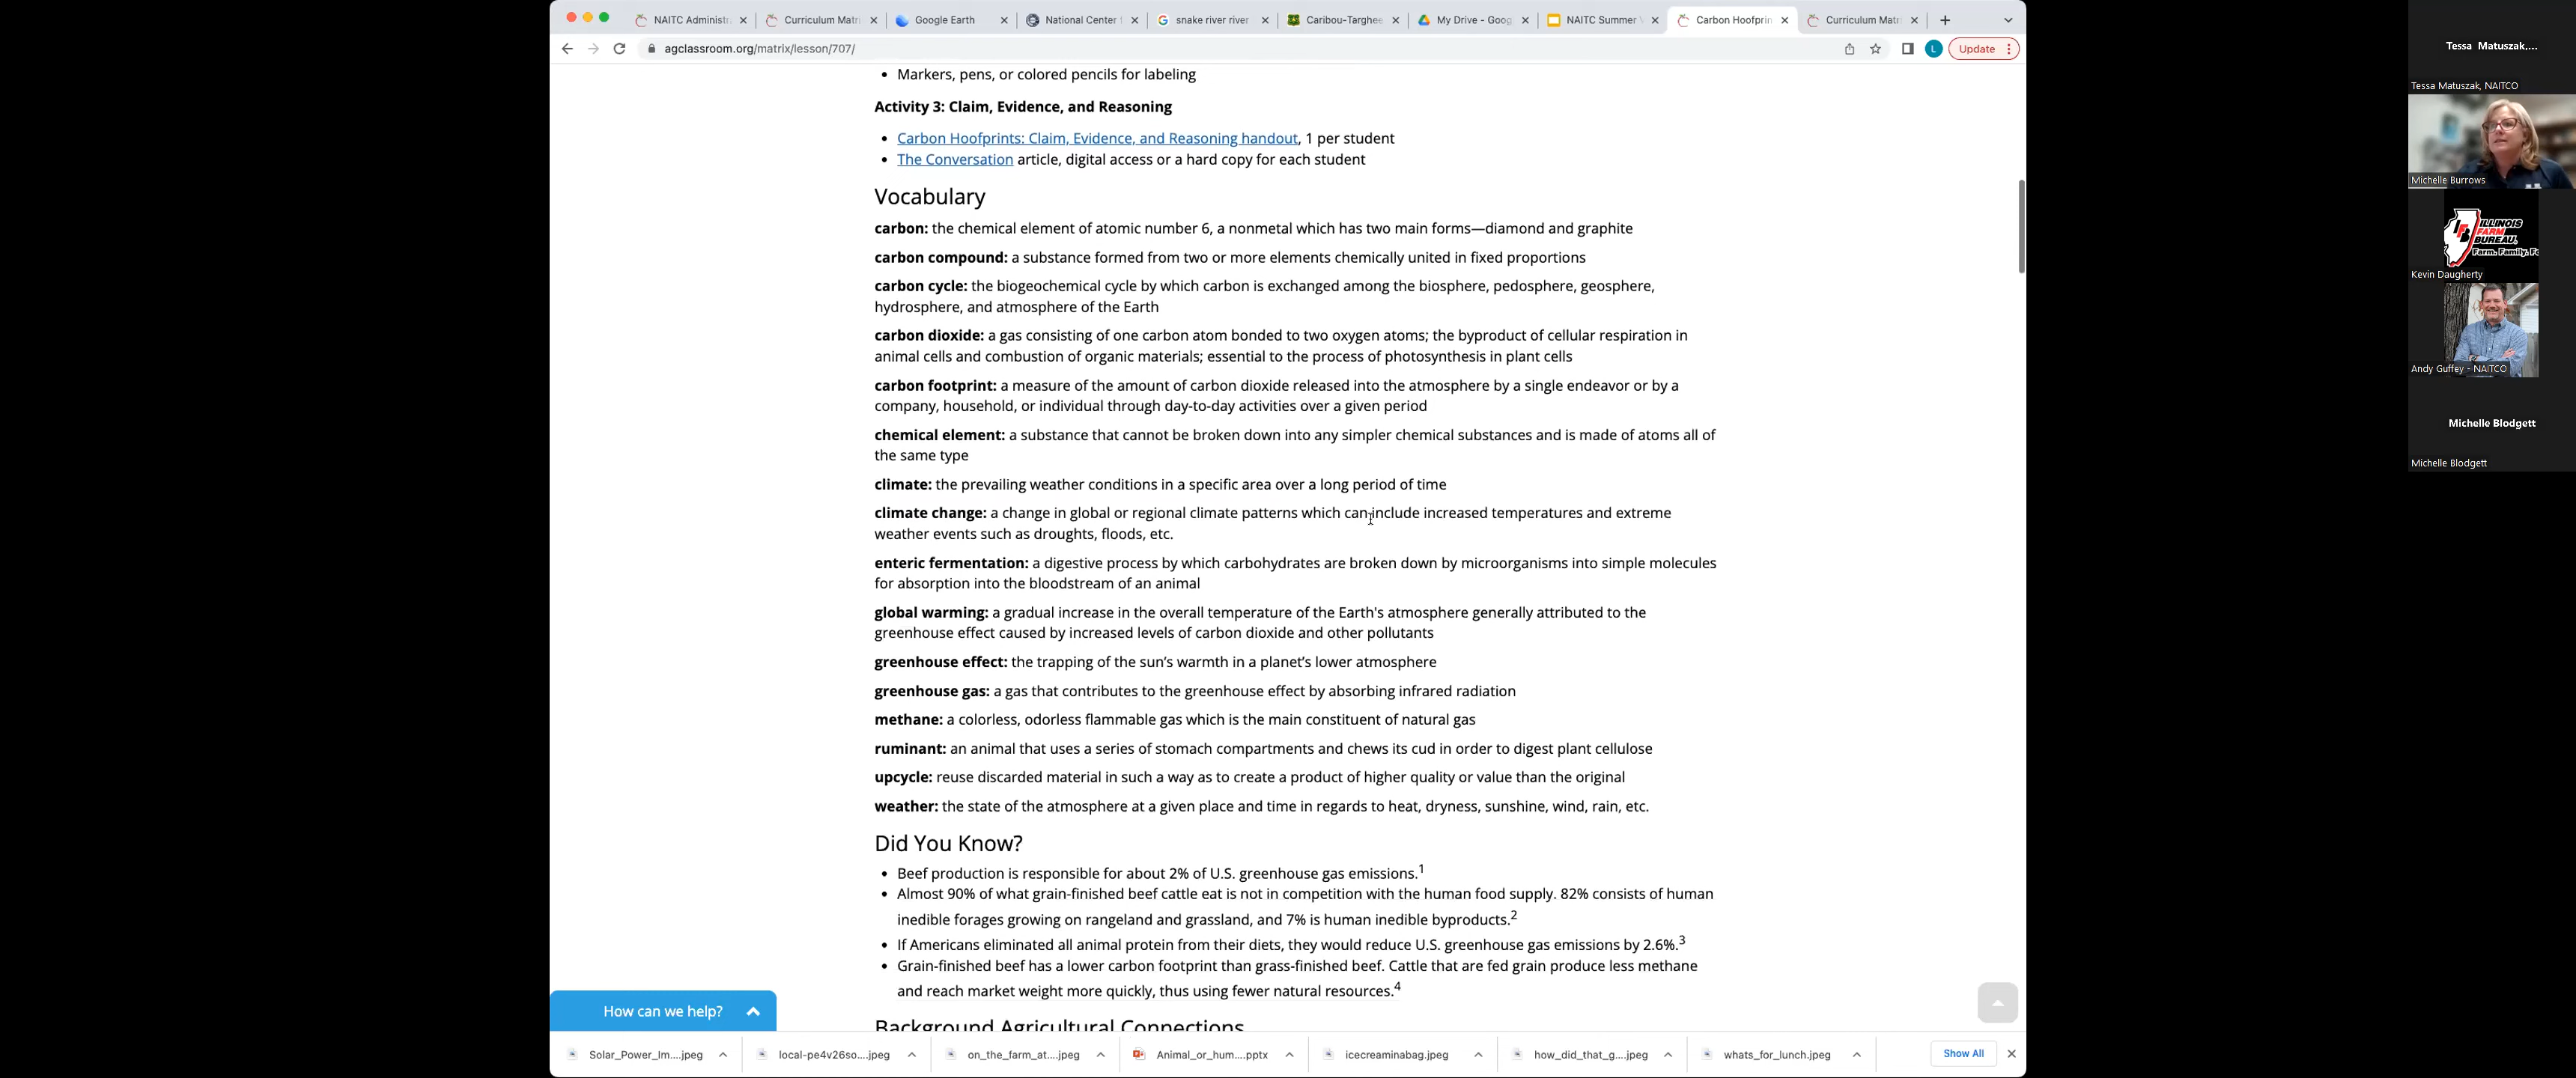 NAITC Administr
Curriculum Matri
Google Earth
National Center f
snake river river
Caribou-Targhee
My Drive - Goog
NAITC Summer V
Carbon Hoofprin
Curriculum Matri
agclassroom.org/matrix/lesson/707/
L
Update
• Markers, pens, or colored pencils for labeling
Activity 3: Claim, Evidence, and Reasoning
• Carbon Hoofprints: Claim, Evidence, and Reasoning handout, 1 per student
• The Conversation article, digital access or a hard copy for each student
Vocabulary
carbon: the chemical element of atomic number 6, a nonmetal which has two main forms—diamond and graphite
carbon compound: a substance formed from two or more elements chemically united in fixed proportions
carbon cycle: the biogeochemical cycle by which carbon is exchanged among the biosphere, pedosphere, geosphere,
hydrosphere, and atmosphere of the Earth
carbon dioxide: a gas consisting of one carbon atom bonded to two oxygen atoms; the byproduct of cellular respiration in
animal cells and combustion of organic materials; essential to the process of photosynthesis in plant cells
carbon footprint: a measure of the amount of carbon dioxide released into the atmosphere by a single endeavor or by a
company, household, or individual through day-to-day activities over a given period
chemical element: a substance that cannot be broken down into any simpler chemical substances and is made of atoms all of
the same type
climate: the prevailing weather conditions in a specific area over a long period of time
climate change: a change in global or regional climate patterns which can include increased temperatures and extreme
weather events such as droughts, floods, etc.
enteric fermentation: a digestive process by which carbohydrates are broken down by microorganisms into simple molecules
for absorption into the bloodstream of an animal
global warming: a gradual increase in the overall temperature of the Earth's atmosphere generally attributed to the
greenhouse effect caused by increased levels of carbon dioxide and other pollutants
greenhouse effect: the trapping of the sun’s warmth in a planet’s lower atmosphere
greenhouse gas: a gas that contributes to the greenhouse effect by absorbing infrared radiation
methane: a colorless, odorless flammable gas which is the main constituent of natural gas
ruminant: an animal that uses a series of stomach compartments and chews its cud in order to digest plant cellulose
upcycle: reuse discarded material in such a way as to create a product of higher quality or value than the original
weather: the state of the atmosphere at a given place and time in regards to heat, dryness, sunshine, wind, rain, etc.
Did You Know?
• Beef production is responsible for about 2% of U.S. greenhouse gas emissions.1
• Almost 90% of what grain-finished beef cattle eat is not in competition with the human food supply. 82% consists of human
inedible forages growing on rangeland and grassland, and 7% is human inedible byproducts.2
• If Americans eliminated all animal protein from their diets, they would reduce U.S. greenhouse gas emissions by 2.6%.3
• Grain-finished beef has a lower carbon footprint than grass-finished beef. Cattle that are fed grain produce less methane
and reach market weight more quickly, thus using fewer natural resources.4
Background Agricultural Connections
How can we help?
Solar_Power_Im....jpeg
local-pe4v26so....jpeg
on_the_farm_at....jpeg
Animal_or_hum....pptx
icecreaminabag.jpeg
how_did_that_g....jpeg
whats_for_lunch.jpeg
Show All
Tessa Matuszak,...
Tessa Matuszak, NAITCO
Michelle Burrows
ILLINOIS
FARM
BUREAU.
Farm. Family. Fo
Kevin Daugherty
Andy Guffey - NAITCO
Michelle Blodgett
Michelle Blodgett